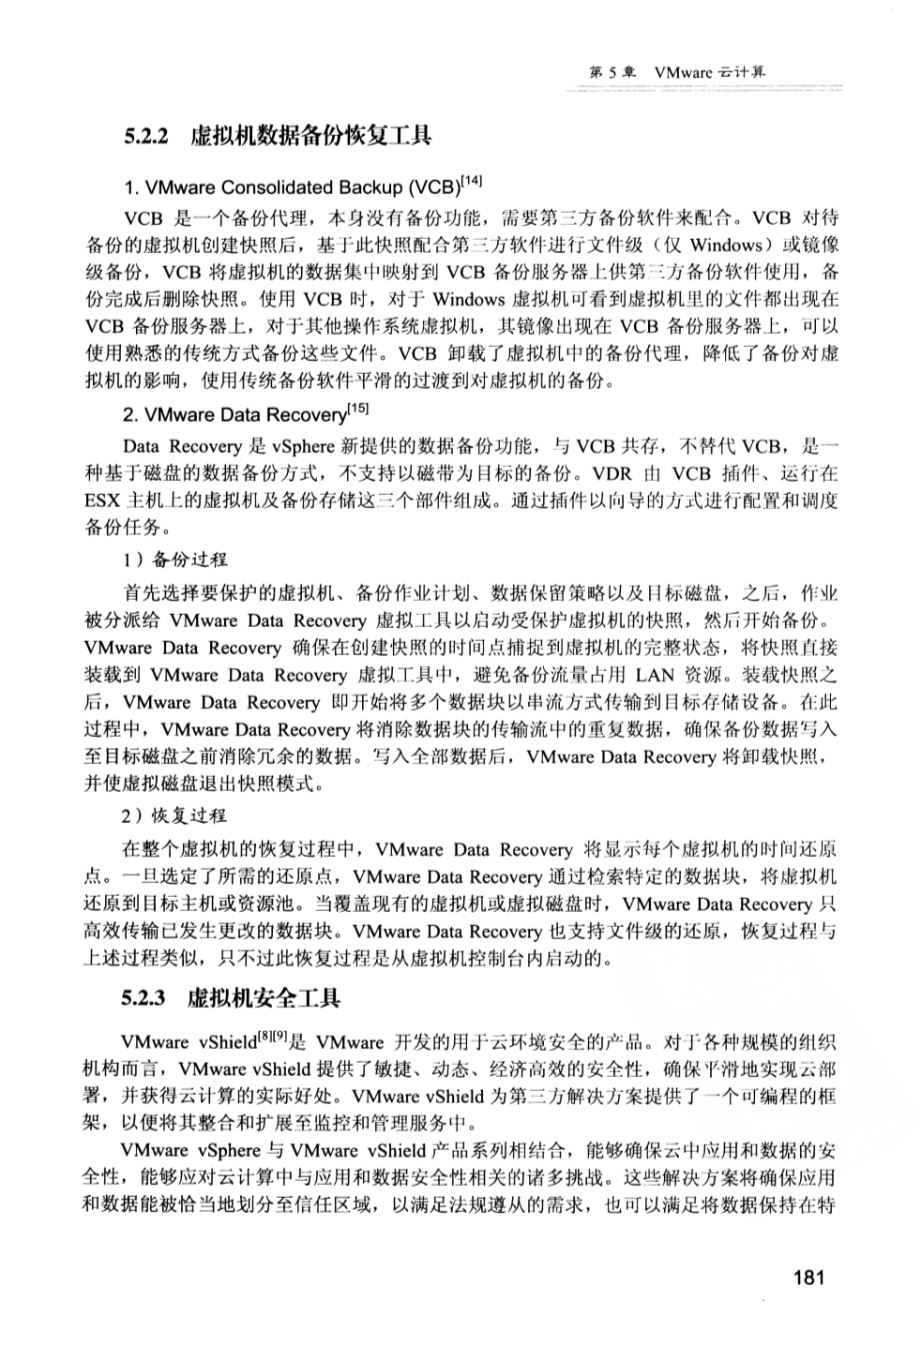 第 5 章 VMware 云计算
5.2.2 虚拟机数据备份恢复工具
1. VMware Consolidated Backup (VCB)[14]
VCB 是一个备份代理，本身没有备份功能，需要第三方备份软件来配合。VCB 对待
备份的虚拟机创建快照后，基于此快照配合第三方软件进行文件级（仅 Windows）或镜像
级备份，VCB 将虚拟机的数据集中映射到 VCB 备份服务器上供第三方备份软件使用，备
份完成后删除快照。使用 VCB 时，对于 Windows 虚拟机可看到虚拟机里的文件都出现在
VCB 备份服务器上，对于其他操作系统虚拟机，其镜像出现在 VCB 备份服务器上，可以
使用熟悉的传统方式备份这些文件。VCB 卸载了虚拟机中的备份代理，降低了备份对虚
拟机的影响，使用传统备份软件平滑的过渡到对虚拟机的备份。
2. VMware Data Recovery[15]
Data Recovery 是 vSphere 新提供的数据备份功能，与 VCB 共存，不替代 VCB，是一
种基于磁盘的数据备份方式，不支持以磁带为目标的备份。VDR 由 VCB 插件、运行在
ESX 主机上的虚拟机及备份存储这三个部件组成。通过插件以向导的方式进行配置和调度
备份任务。
1）备份过程
首先选择要保护的虚拟机、备份作业计划、数据保留策略以及目标磁盘，之后，作业
被分派给 VMware Data Recovery 虚拟工具以启动受保护虚拟机的快照，然后开始备份。
VMware Data Recovery 确保在创建快照的时间点捕捉到虚拟机的完整状态，将快照直接
装载到 VMware Data Recovery 虚拟工具中，避免备份流量占用 LAN 资源。装载快照之
后，VMware Data Recovery 即开始将多个数据块以串流方式传输到目标存储设备。在此
过程中，VMware Data Recovery 将消除数据块的传输流中的重复数据，确保备份数据写入
至目标磁盘之前消除冗余的数据。写入全部数据后，VMware Data Recovery 将卸载快照，
并使虚拟磁盘退出快照模式。
2）恢复过程
在整个虚拟机的恢复过程中，VMware Data Recovery 将显示每个虚拟机的时间还原
点。一旦选定了所需的还原点，VMware Data Recovery 通过检索特定的数据块，将虚拟机
还原到目标主机或资源池。当覆盖现有的虚拟机或虚拟磁盘时，VMware Data Recovery 只
高效传输已发生更改的数据块。VMware Data Recovery 也支持文件级的还原，恢复过程与
上述过程类似，只不过此恢复过程是从虚拟机控制台内启动的。
5.2.3 虚拟机安全工具
VMware vShield[8][9]是 VMware 开发的用于云环境安全的产品。对于各种规模的组织
机构而言，VMware vShield 提供了敏捷、动态、经济高效的安全性，确保平滑地实现云部
署，并获得云计算的实际好处。VMware vShield 为第三方解决方案提供了一个可编程的框
架，以便将其整合和扩展至监控和管理服务中。
VMware vSphere 与 VMware vShield 产品系列相结合，能够确保云中应用和数据的安
全性，能够应对云计算中与应用和数据安全性相关的诸多挑战。这些解决方案将确保应用
和数据能被恰当地划分至信任区域，以满足法规遵从的需求，也可以满足将数据保持在特
181